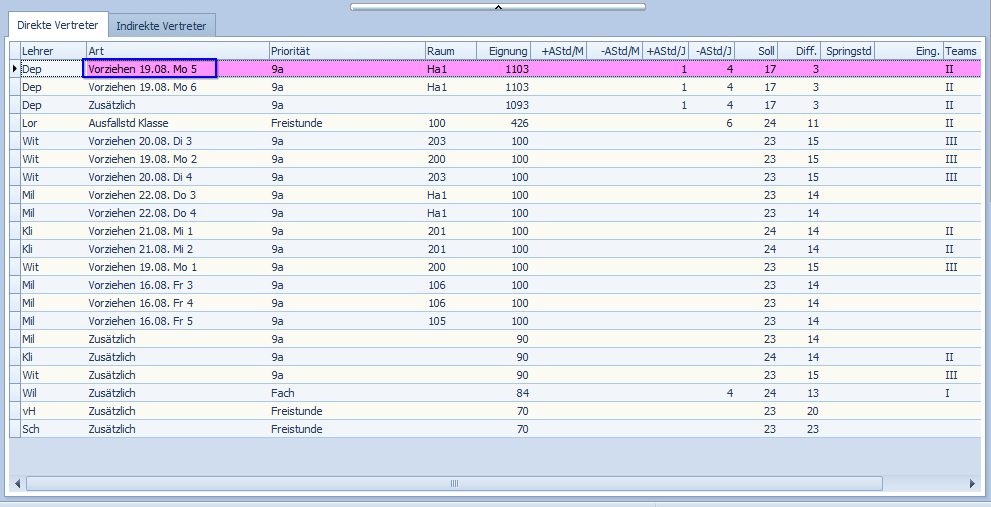 Direkte Vertreter Indirekte Vertreter
Lehrer Art Priorität Raum Eignung +AStd/M -AStd/M +AStd/J -AStd/J Soll Diff. Springstd Eing. Teams
Dep Vorziehen 19.08. Mo 5 9a Ha1 1103 1 4 17 3 II
Dep Vorziehen 19.08. Mo 6 9a Ha1 1103 1 4 17 3 II
Dep Zusätzlich 9a 1093 1 4 17 3 II
Lor Ausfallstd Klasse Freistunde 100 426 6 24 11 II
Wit Vorziehen 20.08. Di 3 9a 203 100 23 15 III
Wit Vorziehen 19.08. Mo 2 9a 200 100 23 15 III
Wit Vorziehen 20.08. Di 4 9a 203 100 23 15 III
Mil Vorziehen 22.08. Do 3 9a Ha1 100 23 14
Mil Vorziehen 22.08. Do 4 9a Ha1 100 23 14
Kli Vorziehen 21.08. Mi 1 9a 201 100 24 14 II
Kli Vorziehen 21.08. Mi 2 9a 201 100 24 14 II
Wit Vorziehen 19.08. Mo 1 9a 200 100 23 15 III
Mil Vorziehen 16.08. Fr 3 9a 106 100 23 14
Mil Vorziehen 16.08. Fr 4 9a 106 100 23 14
Mil Vorziehen 16.08. Fr 5 9a 105 100 23 14
Mil Zusätzlich 9a 90 23 14
Kli Zusätzlich 9a 90 24 14 II
Wit Zusätzlich 9a 90 23 15 III
Wil Zusätzlich Fach 84 4 24 13 I
vH Zusätzlich Freistunde 70 23 20
Sch Zusätzlich Freistunde 70 23 23